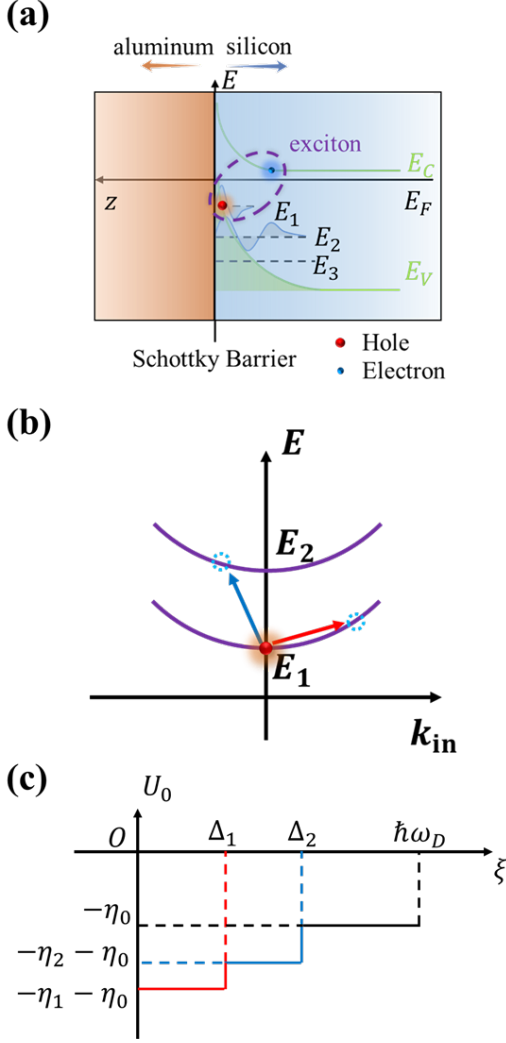 (a)
aluminum silicon
E
exciton
E_C
z
E_F
E_1
E_2
E_3
E_V
Schottky Barrier
Hole
Electron
(b)
E
E_2
E_1
k_in
(c)
U_0
O Δ_1 Δ_2 ℏω_D
ξ
−η_0
−η_2 − η_0
−η_1 − η_0